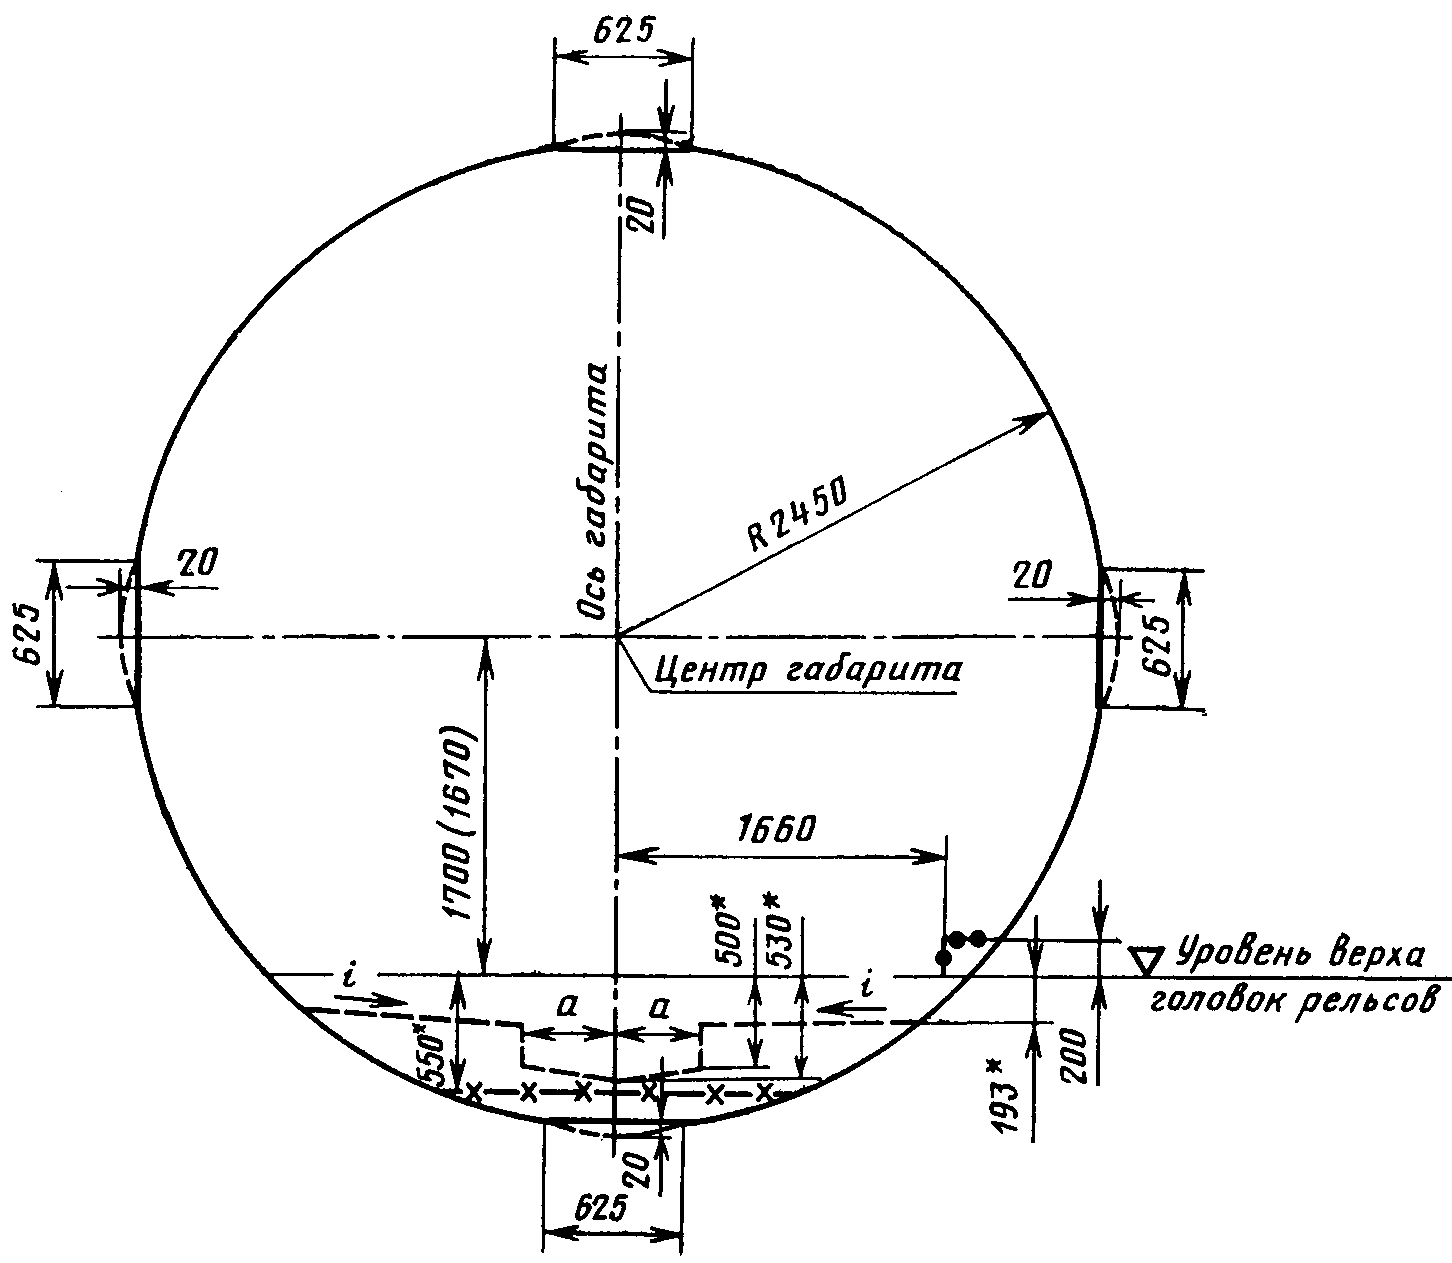 625
20
Ось габарита
R2450
20
625
20
625
Центр габарита
1700(1670)
1660
500*
530*
Уровень верха
головок рельсов
i
i
a
a
550*
193*
200
20
625